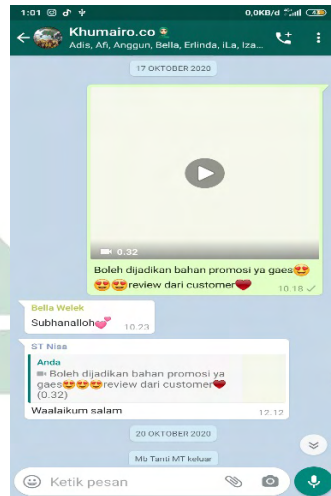 1:01 0,0KB/d
Khumairo.co
Adis, Afi, Anggun, Bella, Erlinda, iLa, Iza...
17 OKTOBER 2020
0.32
Boleh dijadikan bahan promosi ya gaes😍
😍😍review dari customer❤
10.18
Bella Welek
Subhanalloh💕 10.23
ST Nisa
Anda
Boleh dijadikan bahan promosi ya
gaes😍😍😍review dari customer❤
(0.32)
Waalaikum salam 12.12
20 OKTOBER 2020
Mb Tanti MT keluar
Ketik pesan